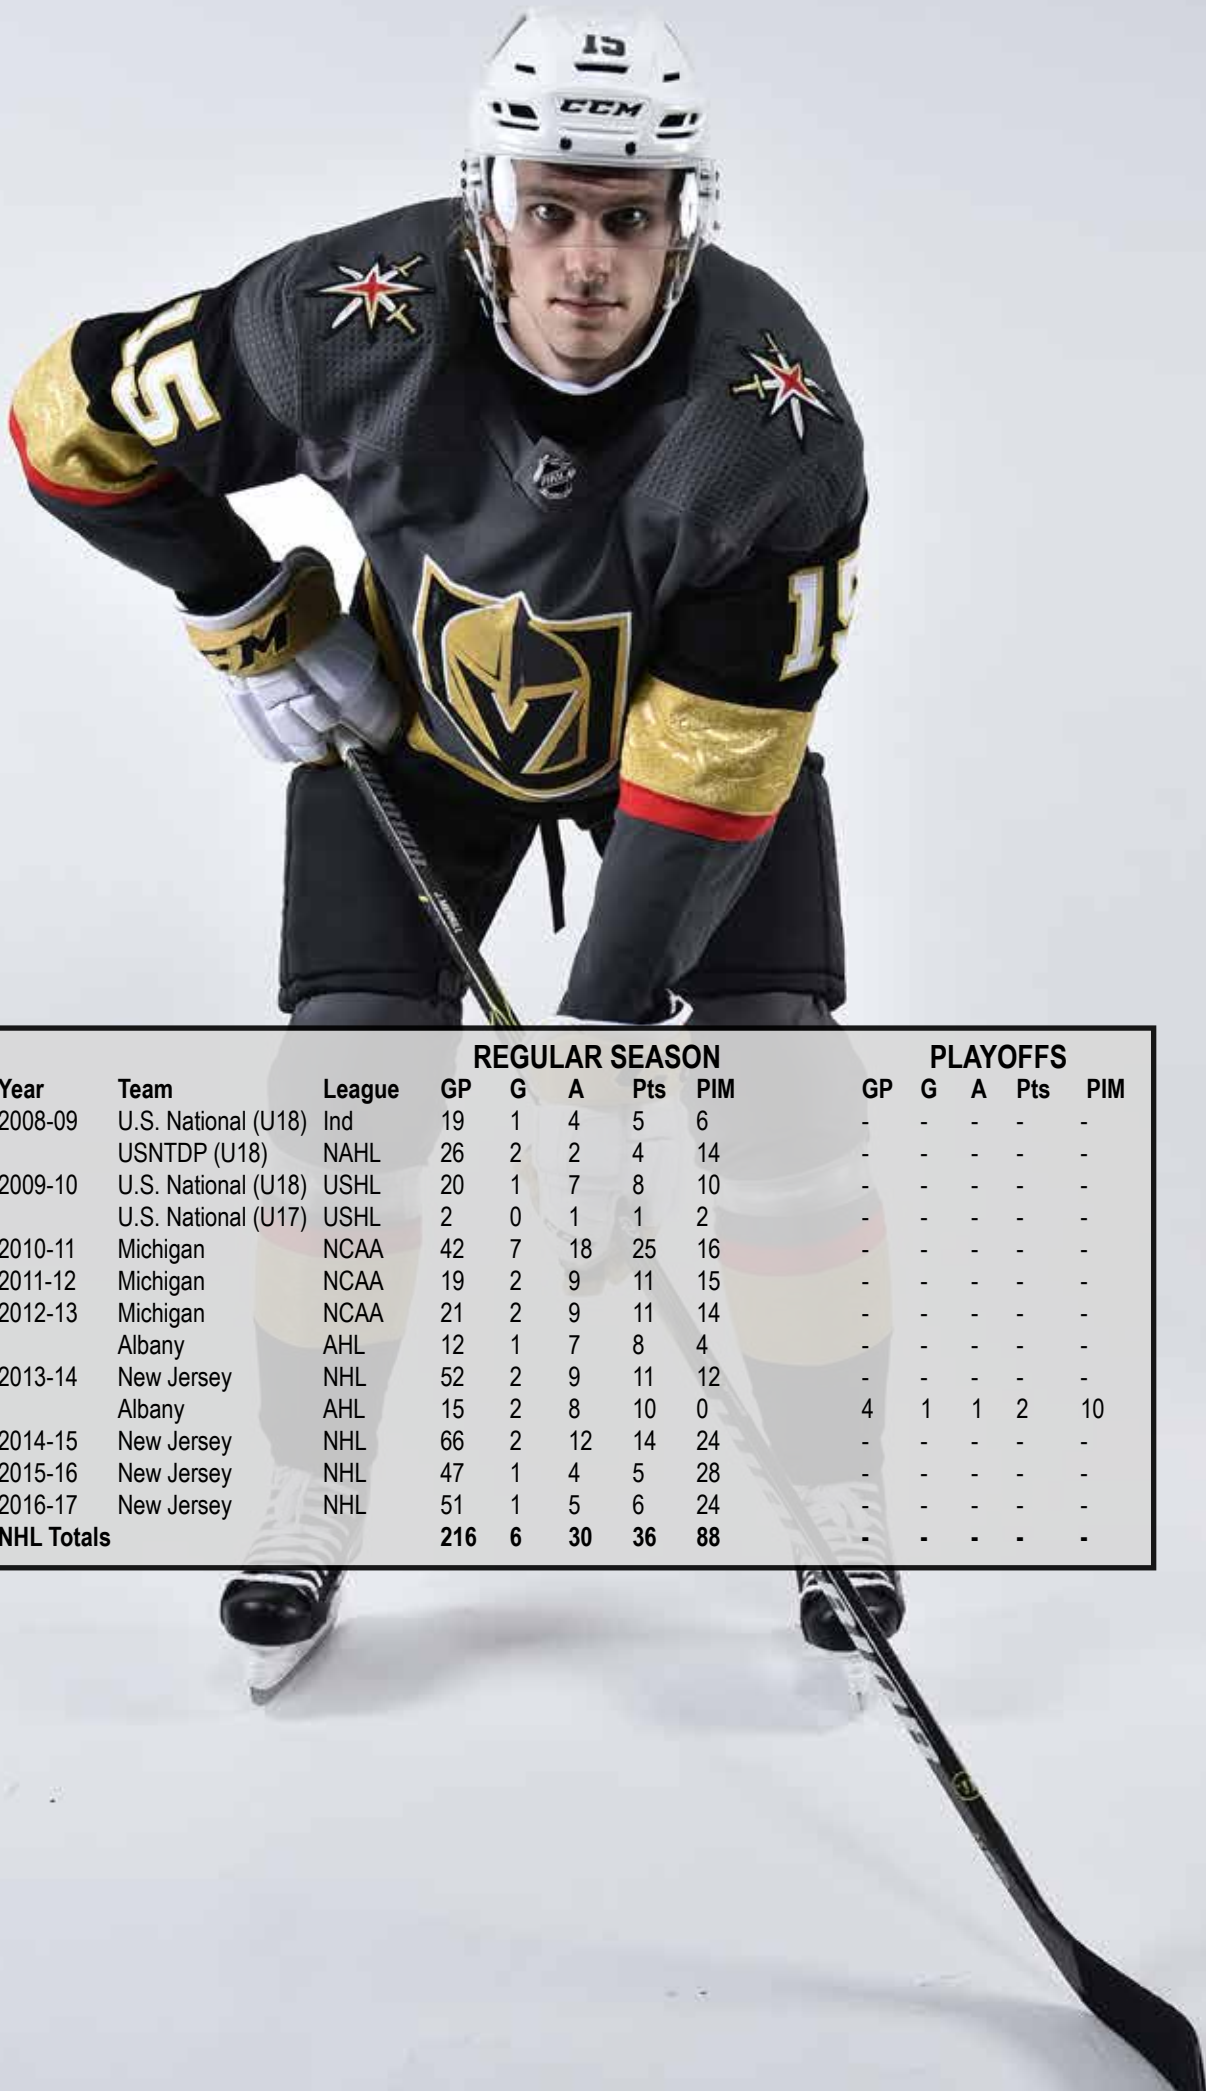 15
CCM
15
NHL
15
CCM
WARRIOR
J. MERRILL
REGULAR SEASON PLAYOFFS
Year Team League GP G A Pts PIM GP G A Pts PIM
2008-09 U.S. National (U18) Ind 19 1 4 5 6 - - - - -
USNTDP (U18) NAHL 26 2 2 4 14 - - - - -
2009-10 U.S. National (U18) USHL 20 1 7 8 10 - - - - -
U.S. National (U17) USHL 2 0 1 1 2 - - - - -
2010-11 Michigan NCAA 42 7 18 25 16 - - - - -
2011-12 Michigan NCAA 19 2 9 11 15 - - - - -
2012-13 Michigan NCAA 21 2 9 11 14 - - - - -
Albany AHL 12 1 7 8 4 - - - - -
2013-14 New Jersey NHL 52 2 9 11 12 - - - - -
Albany AHL 15 2 8 10 0 4 1 1 2 10
2014-15 New Jersey NHL 66 2 12 14 24 - - - - -
2015-16 New Jersey NHL 47 1 4 5 28 - - - - -
2016-17 New Jersey NHL 51 1 5 6 24 - - - - -
NHL Totals 216 6 30 36 88 - - - - -